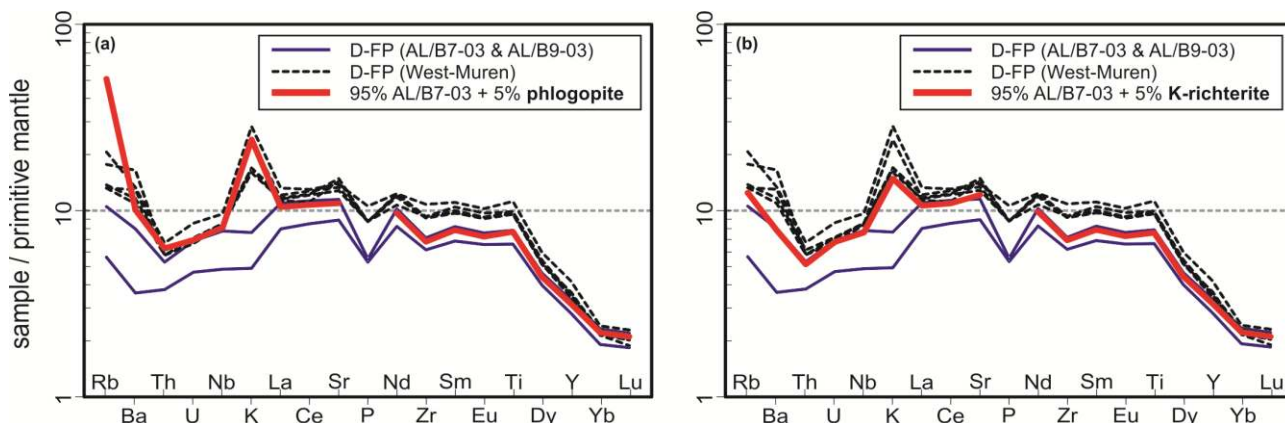 sample / primitive mantle
100
(a)
D-FP (AL/B7-03 & AL/B9-03)
D-FP (West-Muren)
95% AL/B7-03 + 5% phlogopite
10
Rb Th Nb La Sr Nd Sm Ti Y Lu
1
Ba U K Ce P Zr Eu Dy Yb
100
(b)
D-FP (AL/B7-03 & AL/B9-03)
D-FP (West-Muren)
95% AL/B7-03 + 5% K-richterite
10
Rb Th Nb La Sr Nd Sm Ti Y Lu
1
Ba U K Ce P Zr Eu Dy Yb